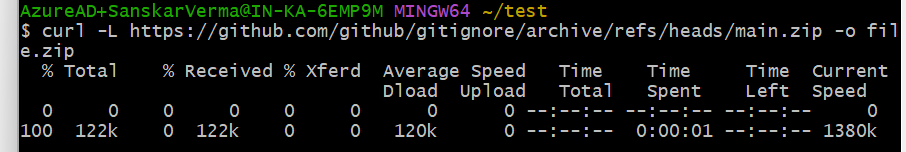 AzureAD+SanskarVerma@IN-KA-6EMP9M MINGW64 ~/test
$ curl -L https://github.com/github/gitignore/archive/refs/heads/main.zip -o fil
e.zip
  % Total    % Received % Xferd  Average Speed   Time    Time     Time  Current
                                 Dload  Upload   Total   Spent    Left  Speed
  0     0    0     0    0     0      0      0 --:--:-- --:--:-- --:--:--     0
100  122k    0  122k    0     0   120k      0 --:--:--  0:00:01 --:--:-- 1380k